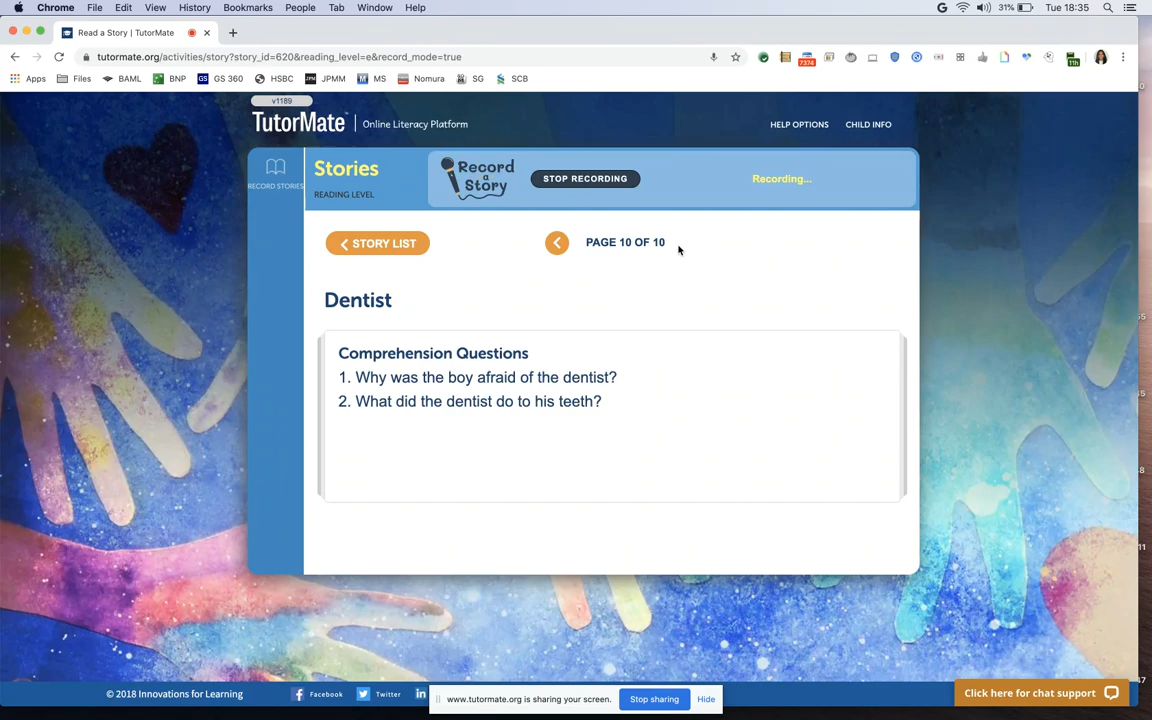 Chrome File Edit View History Bookmarks People Tab Window Help 31% Tue 18:35
Read a Story | TutorMate
tutormate.org/activities/story?story_id=620&reading_level=e&record_mode=true
7374
11h
Apps Files BAML BNP GS GS 360 HSBC JPMM MS Nomura SG SCB
v1189
TutorMate | Online Literacy Platform
HELP OPTIONS CHILD INFO
RECORD STORIES
Stories
READING LEVEL
Record a Story
STOP RECORDING
Recording...
STORY LIST
PAGE 10 OF 10
Dentist
Comprehension Questions
1. Why was the boy afraid of the dentist?
2. What did the dentist do to his teeth?
© 2018 Innovations for Learning
Facebook Twitter in
www.tutormate.org is sharing your screen. Stop sharing Hide
Click here for chat support